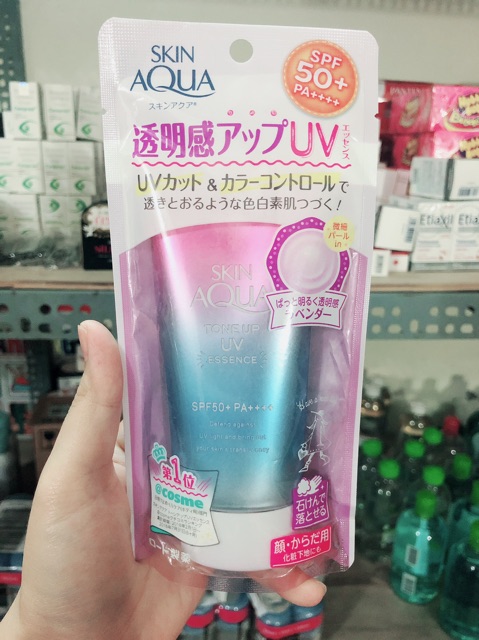 SKIN
AQUA
スキンアクア®
SPF
50+
PA++++
透明感アップUV
エッセンス
UVカット & カラーコントロールで
透きとおるような色白素肌つづく!
微細
パール
in
ぱっと明るく透明感
ラベンダー
SKIN
AQUA
TONE UP
UV
ESSENCE
SPF50+ PA++++
第1位
@cosme
石けんで
落とせる
顔・からだ用
化粧下地にも
ロート製薬
Etiaxil